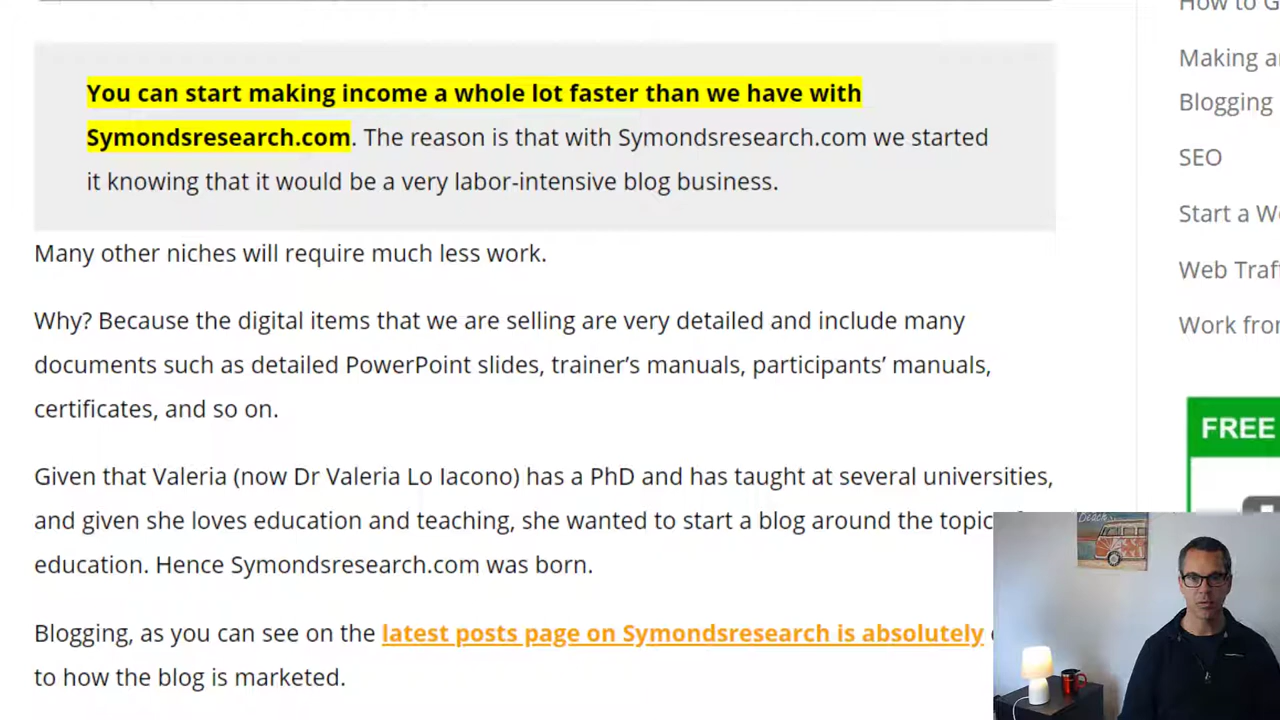 How to G
You can start making income a whole lot faster than we have with
Making a
Symondsresearch.com. The reason is that with Symondsresearch.com we started
Blogging
it knowing that it would be a very labor-intensive blog business.
SEO
Start a W
Many other niches will require much less work.
Web Traf
Why? Because the digital items that we are selling are very detailed and include many
Work fro
documents such as detailed PowerPoint slides, trainer's manuals, participants' manuals,
certificates, and so on.
FREE
Given that Valeria (now Dr Valeria Lo Iacono) has a PhD and has taught at several universities,
and given she loves education and teaching, she wanted to start a blog around the topic
education. Hence Symondsresearch.com was born.
Blogging, as you can see on the latest posts page on Symondsresearch is absolutely
to how the blog is marketed.